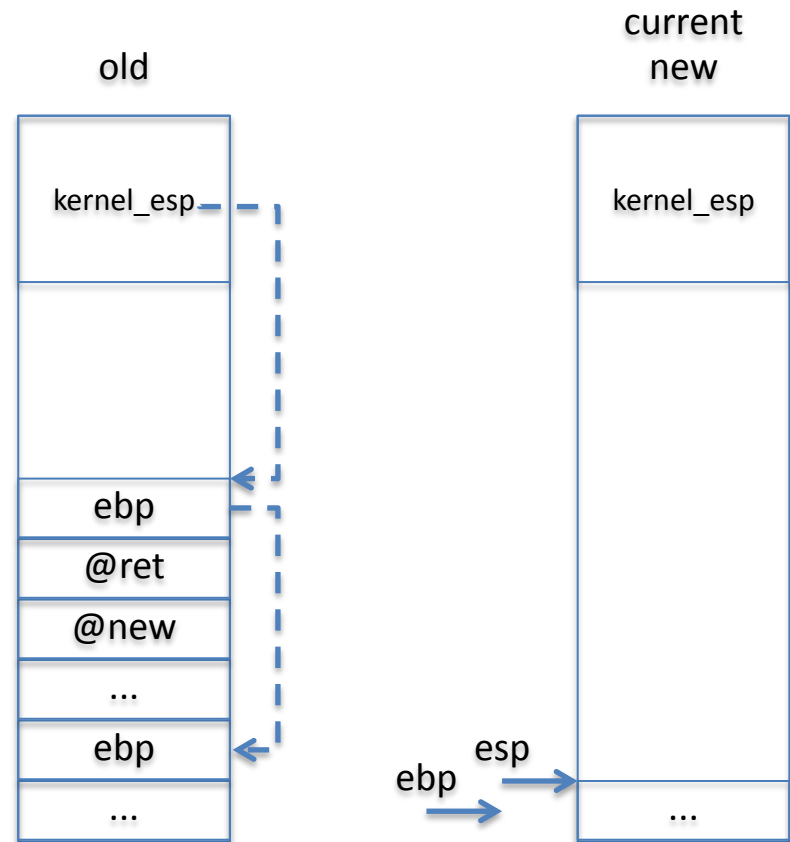 old
current
new
kernel_esp
kernel_esp
ebp
@ret
@new
...
ebp
esp
ebp
...
...